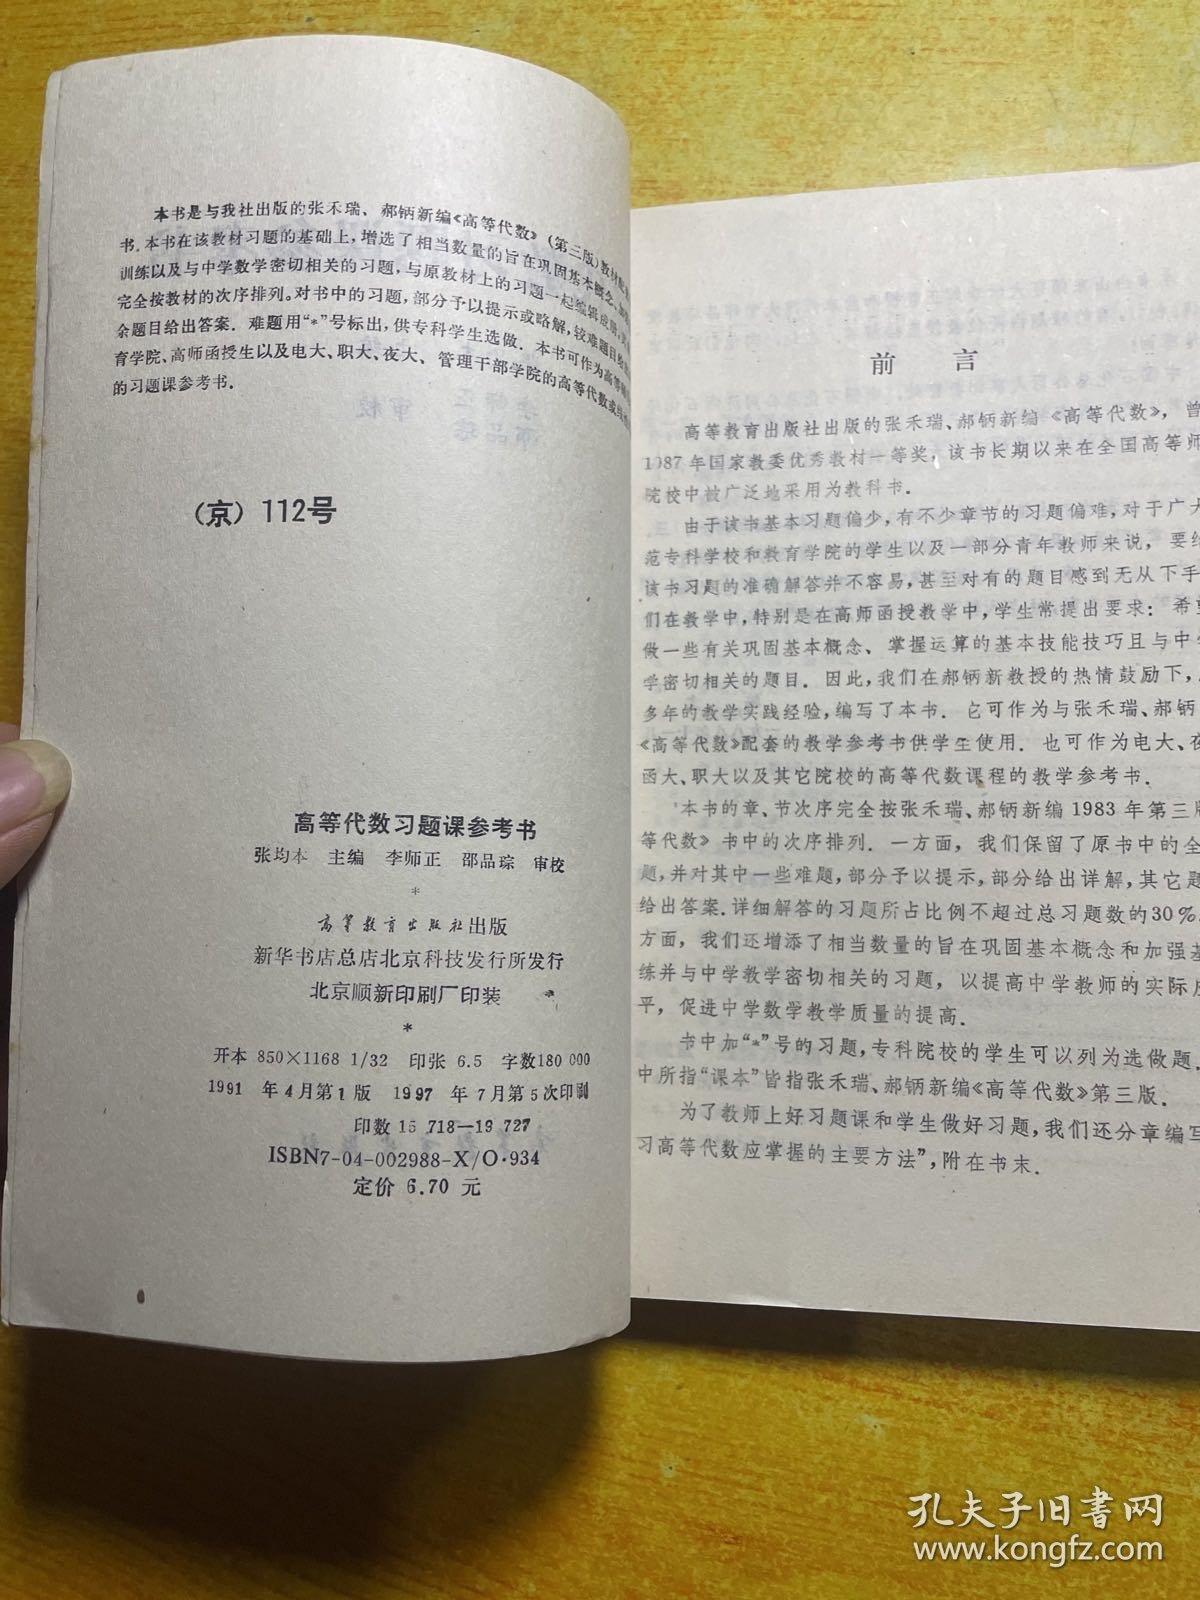 本书是与我社出版的张禾瑞、郝钠新编《高等代数》（第三版）教材配
书.本书在该教材习题的基础上，增选了相当数量的旨在巩固基本概念、
训练以及与中学数学密切相关的习题，与原教材上的习题一起编辑成册，
完全按教材的次序排列.对书中的习题，部分予以提示或略解，较难题目给
余题目给出答案．难题用“*”号标出，供专科学生选做．本书可作为高等
育学院、高师函授生以及电大、职大、夜大、管理干部学院的高等代数或
的习题课参考书．
（京）112号
高等代数习题课参考书
张均本 主编 李师正 邵品琮 审校
*
高等教育出版社出版
新华书店总店北京科技发行所发行
北京顺新印刷厂印装
*
开本 850×1168 1/32 印张 6.5 字数180 000
1991 年4月第1版 1997 年7月第5次印刷
印数 15 718—19 727
ISBN7-04-002988-X/O·934
定价 6.70 元
前 言
高等教育出版社出版的张禾瑞、郝钠新编《高等代数》，曾
1987年国家教委优秀教材一等奖，该书长期以来在全国高等师
院校中被广泛地采用为教科书．
由于该书基本习题偏少，有不少章节的习题偏难，对于广大
范专科学校和教育学院的学生以及一部分青年教师来说，要
该书习题的准确解答并不容易，甚至对有的题目感到无从下手
们在教学中，特别是在高师函授教学中，学生常提出要求：希
做一些有关巩固基本概念、掌握运算的基本技能技巧且与中
学密切相关的题目．因此，我们在郝钠新教授的热情鼓励下，
多年的教学实践经验，编写了本书．它可作为与张禾瑞、郝钠
《高等代数》配套的教学参考书供学生使用．也可作为电大、夜
函大、职大以及其它院校的高等代数课程的教学参考书．
本书的章、节次序完全按张禾瑞、郝钠新编1983年第三版
等代数》书中的次序排列．一方面，我们保留了原书中的全
题，并对其中一些难题，部分予以提示，部分给出详解，其它题
给出答案.详细解答的习题所占比例不超过总习题数的30％
方面，我们还增添了相当数量的旨在巩固基本概念和加强基
练并与中学教学密切相关的习题，以提高中学教师的实际
平，促进中学数学教学质量的提高．
书中加“*”号的习题，专科院校的学生可以列为选做题．
中所指“课本”皆指张禾瑞、郝钠新编《高等代数》第三版．
为了教师上好习题课和学生做好习题，我们还分章编写
习高等代数应掌握的主要方法”，附在书末．
孔夫子旧书网
www.kongfz.com